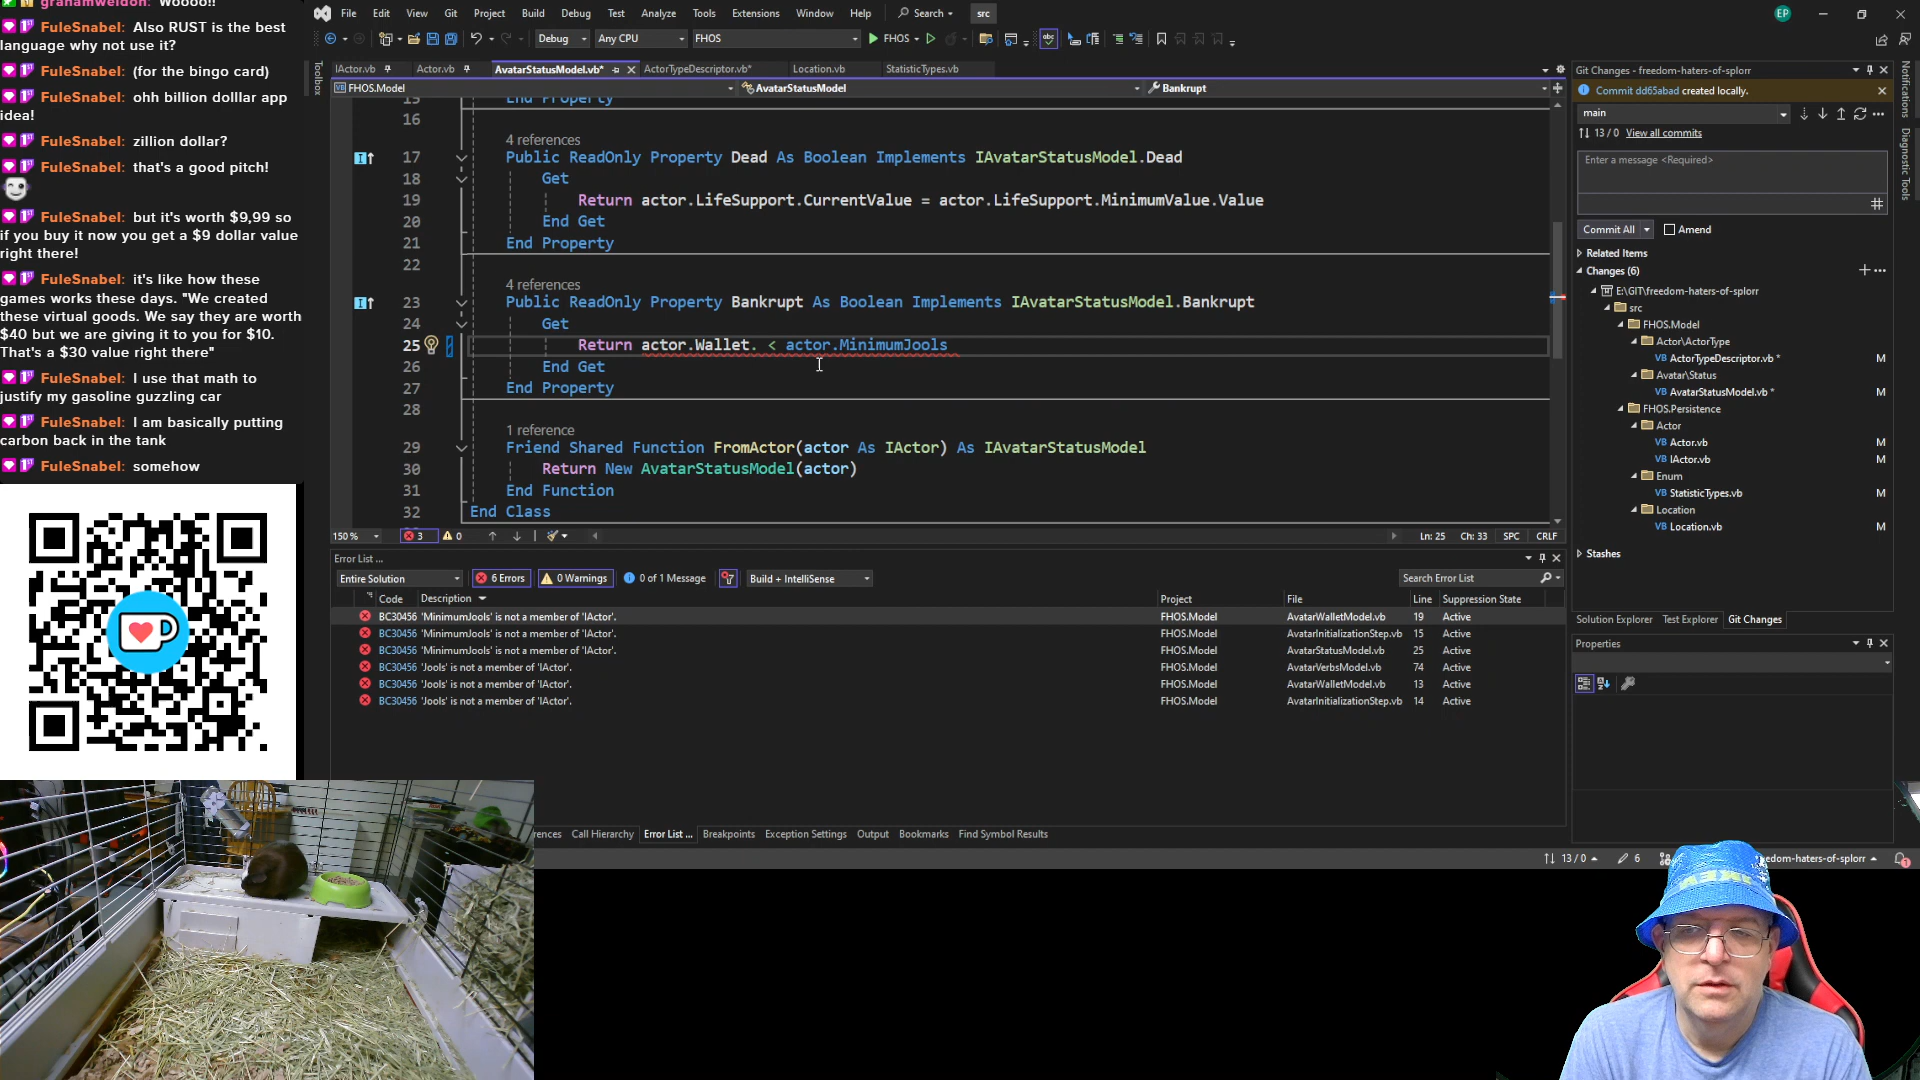 grahamweldon: Woooo!!
FuleSnabel: Also RUST is the best
language why not use it?
FuleSnabel: (for the bingo card)
FuleSnabel: ohh billion dolllar app
idea!
FuleSnabel: zillion dollar?
FuleSnabel: that's a good pitch!
FuleSnabel: but it's worth $9,99 so
if you buy it now you get a $9 dollar value
right there!
FuleSnabel: it's like how these
games works these days. "We created
these virtual goods. We say they are worth
$40 but we are giving it to you for $10.
That's a $30 value right there"
FuleSnabel: I use that math to
justify my gasoline guzzling car
FuleSnabel: I am basically putting
carbon back in the tank
FuleSnabel: somehow
File Edit View Git Project Build Debug Test Analyze Tools Extensions Window Help Search src EP
Debug Any CPU FHOS FHOS
Toolbox
IActor.vb Actor.vb AvatarStatusModel.vb* ActorTypeDescriptor.vb* Location.vb StatisticTypes.vb
FHOS.Model AvatarStatusModel Bankrupt
15 End Property
16
4 references
17 Public ReadOnly Property Dead As Boolean Implements IAvatarStatusModel.Dead
18 Get
19 Return actor.LifeSupport.CurrentValue = actor.LifeSupport.MinimumValue.Value
20 End Get
21 End Property
22
4 references
23 Public ReadOnly Property Bankrupt As Boolean Implements IAvatarStatusModel.Bankrupt
24 Get
25 Return actor.Wallet. < actor.MinimumJools
26 End Get
27 End Property
28
1 reference
29 Friend Shared Function FromActor(actor As IActor) As IAvatarStatusModel
30 Return New AvatarStatusModel(actor)
31 End Function
32 End Class
150 % 3 0 Ln: 25 Ch: 33 SPC CRLF
Error List ...
Entire Solution 6 Errors 0 Warnings 0 of 1 Message Build + IntelliSense Search Error List
Code Description Project File Line Suppression State
BC30456 'MinimumJools' is not a member of 'IActor'. FHOS.Model AvatarWalletModel.vb 19 Active
BC30456 'MinimumJools' is not a member of 'IActor'. FHOS.Model AvatarInitializationStep.vb 15 Active
BC30456 'MinimumJools' is not a member of 'IActor'. FHOS.Model AvatarStatusModel.vb 25 Active
BC30456 'Jools' is not a member of 'IActor'. FHOS.Model AvatarVerbsModel.vb 74 Active
BC30456 'Jools' is not a member of 'IActor'. FHOS.Model AvatarWalletModel.vb 13 Active
BC30456 'Jools' is not a member of 'IActor'. FHOS.Model AvatarInitializationStep.vb 14 Active
Call Hierarchy Error List ... Breakpoints Exception Settings Output Bookmarks Find Symbol Results
13 / 0 6 edom-haters-of-splorr
Git Changes - freedom-haters-of-splorr
Commit dd65abad created locally.
main
13 / 0 View all commits
Enter a message <Required>
Commit All Amend
Related Items
Changes (6)
E:\GIT\freedom-haters-of-splorr
src
FHOS.Model
Actor\ActorType
ActorTypeDescriptor.vb * M
Avatar\Status
AvatarStatusModel.vb * M
FHOS.Persistence
Actor
Actor.vb M
IActor.vb M
Enum
StatisticTypes.vb M
Location
Location.vb M
Stashes
Solution Explorer Test Explorer Git Changes
Properties
Notifications
Diagnostic Tools
IKEA